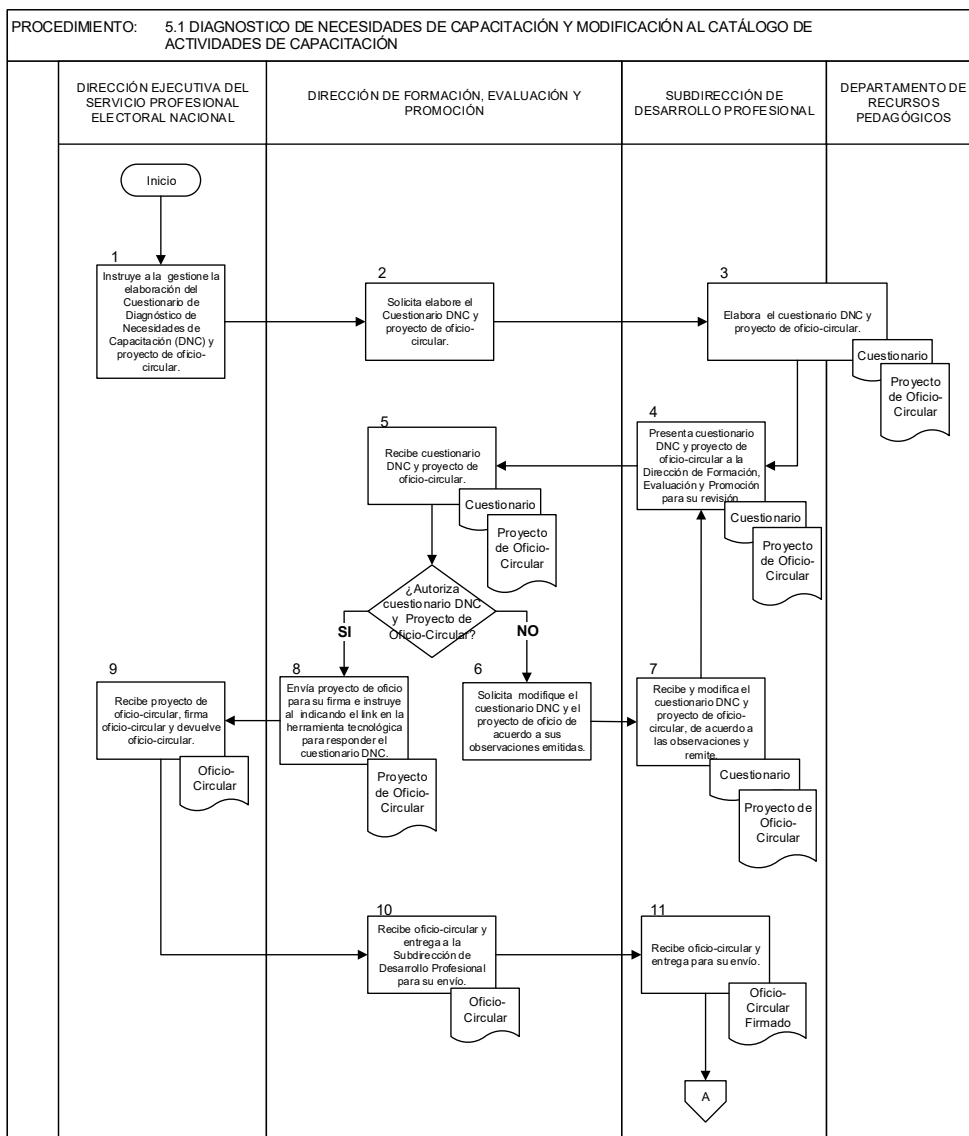 PROCEDIMIENTO: 5.1 DIAGNOSTICO DE NECESIDADES DE CAPACITACIÓN Y MODIFICACIÓN AL CATÁLOGO DE
ACTIVIDADES DE CAPACITACIÓN
DIRECCIÓN EJECUTIVA DEL
SERVICIO PROFESIONAL
ELECTORAL NACIONAL
DIRECCIÓN DE FORMACIÓN, EVALUACIÓN Y
PROMOCIÓN
SUBDIRECCIÓN DE
DESARROLLO PROFESIONAL
DEPARTAMENTO DE
RECURSOS
PEDAGÓGICOS
Inicio
1
Instruye a la gestione la
elaboración del
Cuestionario de
Diagnóstico de
Necesidades de
Capacitación (DNC) y
proyecto de oficio-
circular.
2
Solicita elabore el
Cuestionario DNC y
proyecto de oficio-
circular.
3
Elabora el cuestionario DNC y
proyecto de oficio-circular.
Cuestionario
Proyecto
de Oficio-
Circular
4
Presenta cuestionario
DNC y proyecto de
oficio-circular a la
Dirección de Formación,
Evaluación y Promoción
para su revisión.
Cuestionario
Proyecto
de Oficio-
Circular
5
Recibe cuestionario
DNC y proyecto de
oficio-circular.
Cuestionario
Proyecto
de Oficio-
Circular
¿Autoriza
cuestionario DNC
y Proyecto de
Oficio-Circular?
SI
NO
6
Solicita modifique el
cuestionario DNC y el
proyecto de oficio de
acuerdo a sus
observaciones emitidas.
7
Recibe y modifica el
cuestionario DNC y
proyecto de oficio-
circular, de acuerdo a
las observaciones y
remite.
Cuestionario
Proyecto de
Oficio-
Circular
8
Envía proyecto de oficio
para su firma e instruye
al indicando el link en la
herramienta tecnológica
para responder el
cuestionario DNC.
Proyecto
de Oficio-
Circular
9
Recibe proyecto de
oficio-circular, firma
oficio-circular y devuelve
oficio-circular.
Oficio-
Circular
10
Recibe oficio-circular y
entrega a la
Subdirección de
Desarrollo Profesional
para su envío.
Oficio-
Circular
11
Recibe oficio-circular y
entrega para su envío.
Oficio-
Circular
Firmado
A